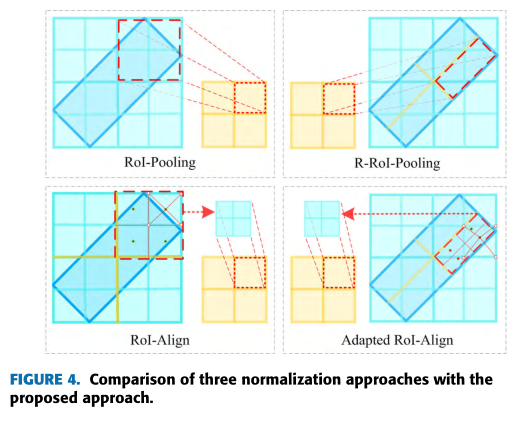 RoI-Pooling
R-RoI-Pooling
RoI-Align
Adapted RoI-Align
FIGURE 4. Comparison of three normalization approaches with the
proposed approach.